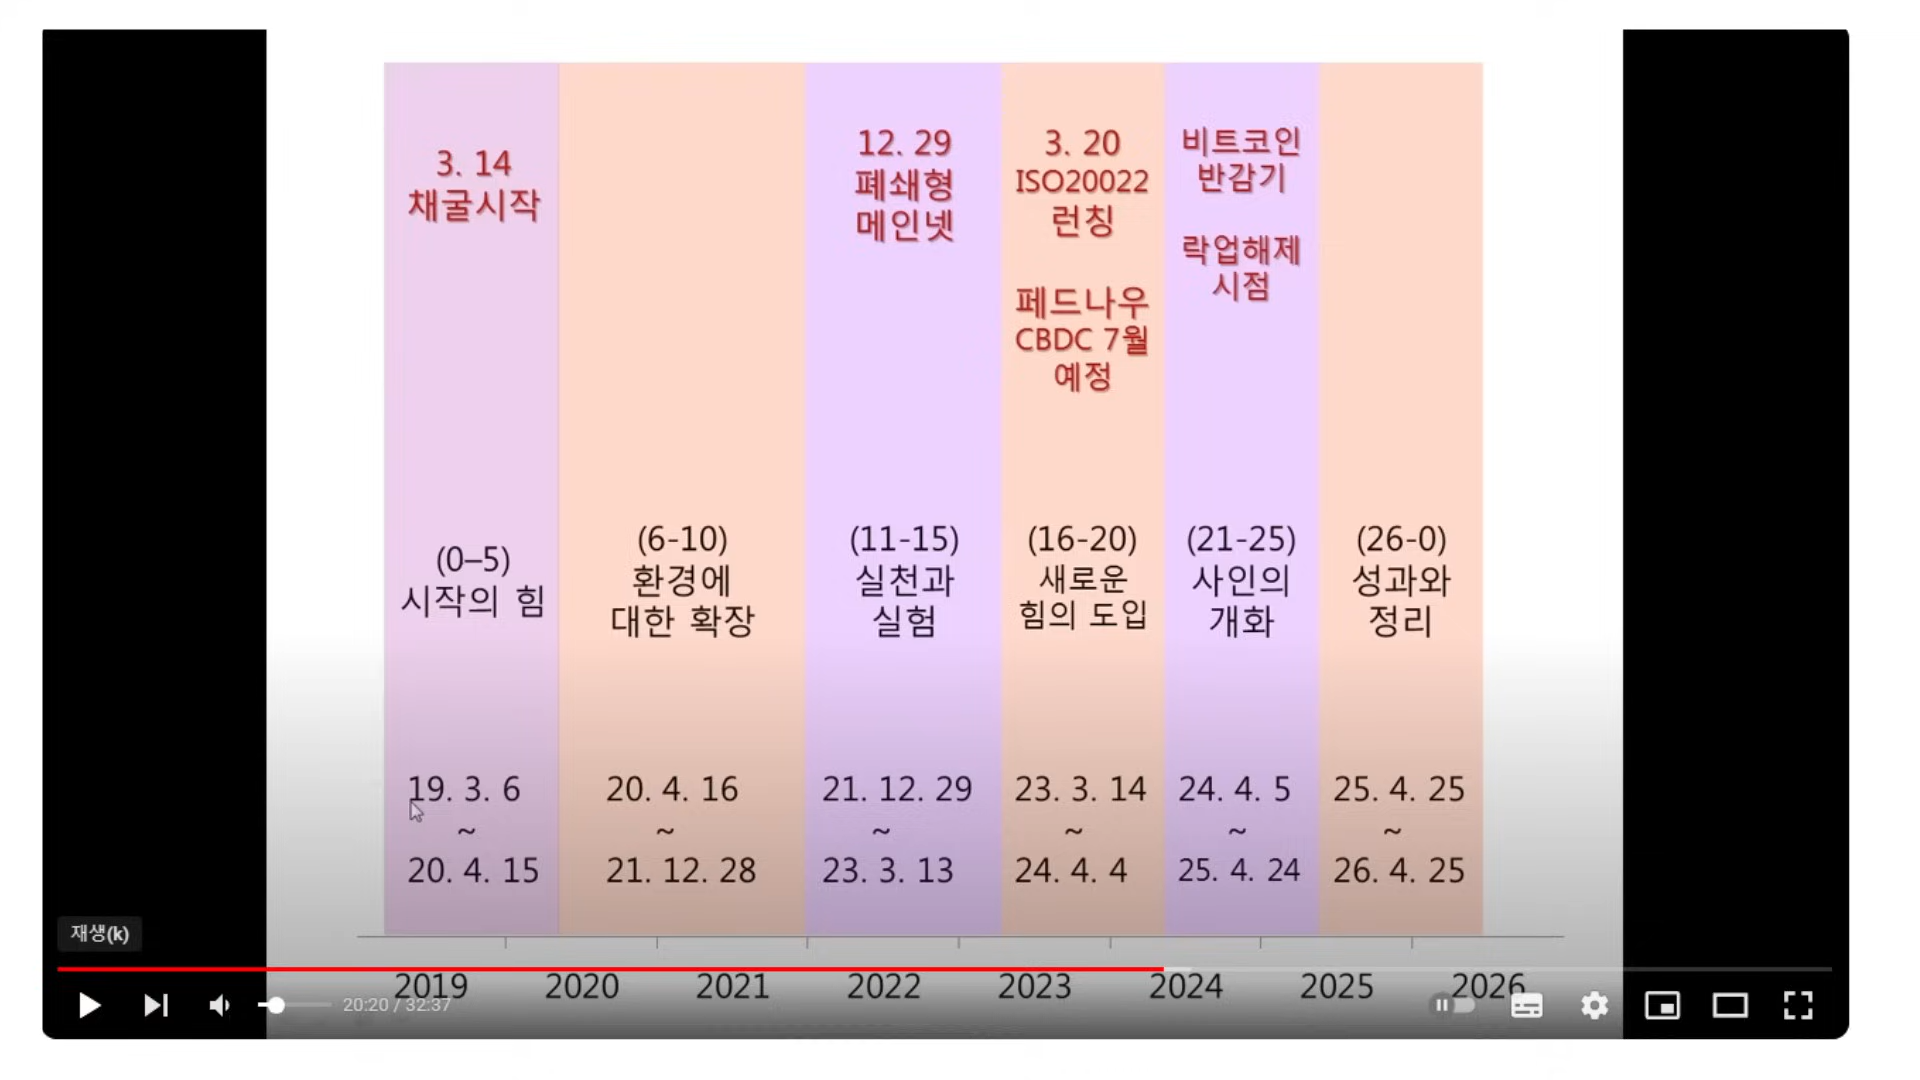 3. 14
채굴시작
12. 29
폐쇄형
메인넷
3. 20
ISO20022
런칭
페드나우
CBDC 7월
예정
비트코인
반감기
락업해제
시점
(0–5)
시작의 힘
(6-10)
환경에
대한 확장
(11-15)
실천과
실험
(16-20)
새로운
힘의 도입
(21-25)
사인의
개화
(26-0)
성과와
정리
19. 3. 6
~
20. 4. 15
20. 4. 16
~
21. 12. 28
21. 12. 29
~
23. 3. 13
23. 3. 14
~
24. 4. 4
24. 4. 5
~
25. 4. 24
25. 4. 25
~
26. 4. 25
재생(k)
2019 2020 2021 2022 2023 2024 2025 2026
20:20 / 32:37